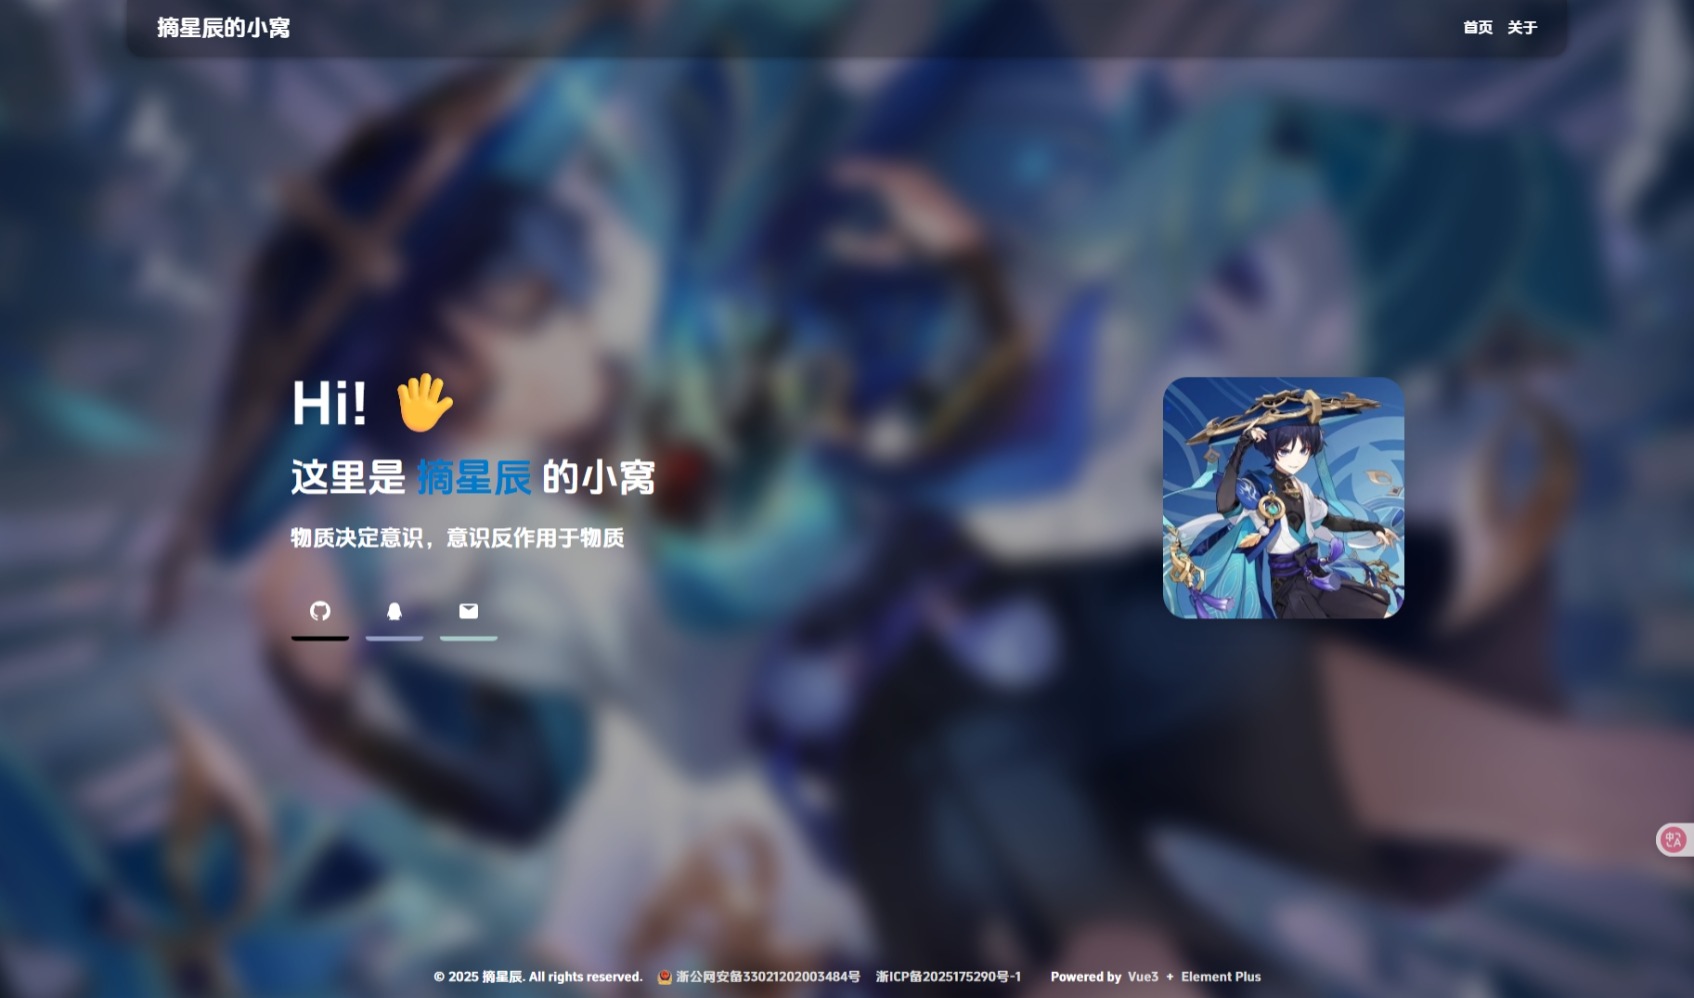 摘星辰的小窝
首页 关于
Hi! 🖐
这里是 摘星辰 的小窝
物质决定意识，意识反作用于物质
中 A
© 2025 摘星辰. All rights reserved. 浙公网安备33021202003484号 浙ICP备2025175290号-1 Powered by Vue3 + Element Plus